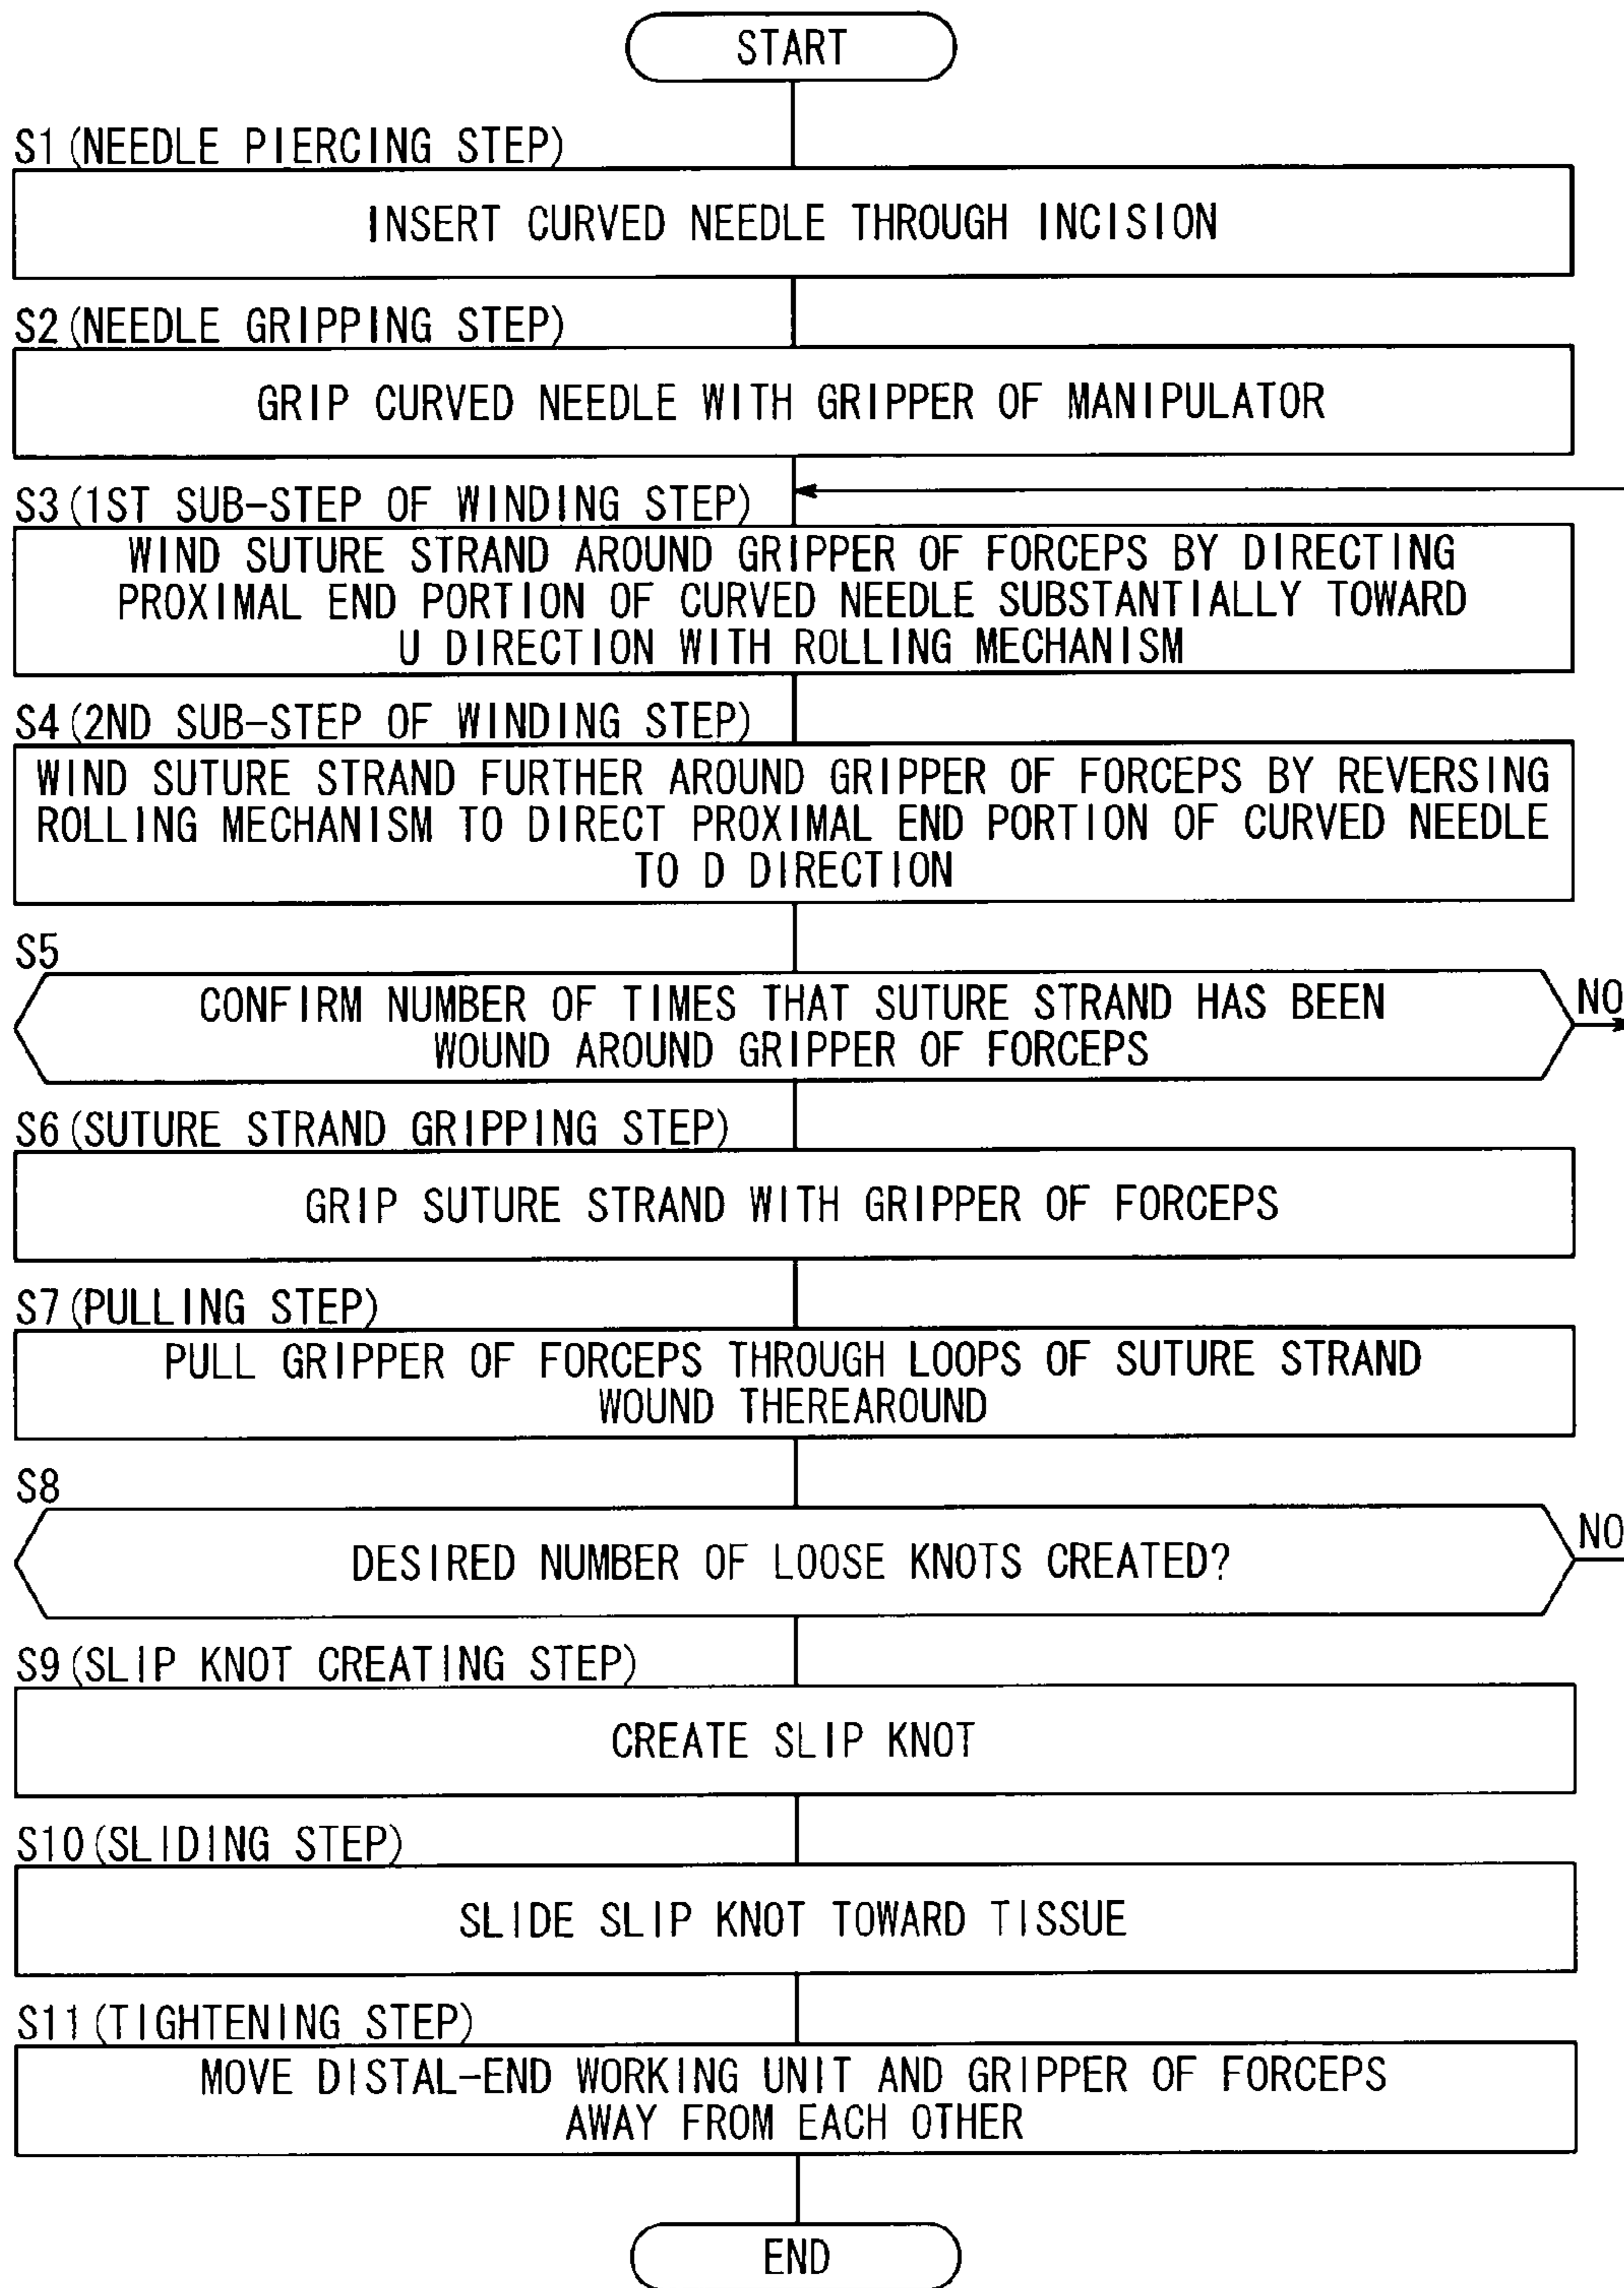 START
S1(NEEDLE PIERCING STEP)
INSERT CURVED NEEDLE THROUGH INCISION
S2(NEEDLE GRIPPING STEP)
GRIP CURVED NEEDLE WITH GRIPPER OF MANIPULATOR
S3(1ST SUB-STEP OF WINDING STEP)
WIND SUTURE STRAND AROUND GRIPPER OF FORCEPS BY DIRECTING
PROXIMAL END PORTION OF CURVED NEEDLE SUBSTANTIALLY TOWARD
U DIRECTION WITH ROLLING MECHANISM
S4(2ND SUB-STEP OF WINDING STEP)
WIND SUTURE STRAND FURTHER AROUND GRIPPER OF FORCEPS BY REVERSING
ROLLING MECHANISM TO DIRECT PROXIMAL END PORTION OF CURVED NEEDLE
TO D DIRECTION
S5
CONFIRM NUMBER OF TIMES THAT SUTURE STRAND HAS BEEN
WOUND AROUND GRIPPER OF FORCEPS
NO
S6(SUTURE STRAND GRIPPING STEP)
GRIP SUTURE STRAND WITH GRIPPER OF FORCEPS
S7(PULLING STEP)
PULL GRIPPER OF FORCEPS THROUGH LOOPS OF SUTURE STRAND
WOUND THEREAROUND
S8
DESIRED NUMBER OF LOOSE KNOTS CREATED?
NO
S9(SLIP KNOT CREATING STEP)
CREATE SLIP KNOT
S10(SLIDING STEP)
SLIDE SLIP KNOT TOWARD TISSUE
S11(TIGHTENING STEP)
MOVE DISTAL-END WORKING UNIT AND GRIPPER OF FORCEPS
AWAY FROM EACH OTHER
END